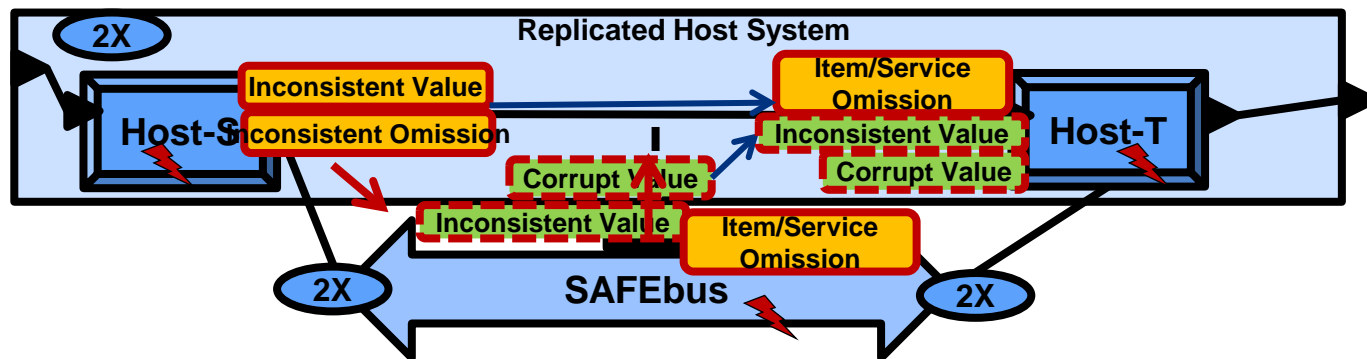 2X
Replicated Host System
Inconsistent Value
Item/Service
Omission
Host-S
Inconsistent Omission
Inconsistent Value
Host-T
Corrupt Value
Corrupt Value
Inconsistent Value
Item/Service
Omission
2X
SAFEbus
2X